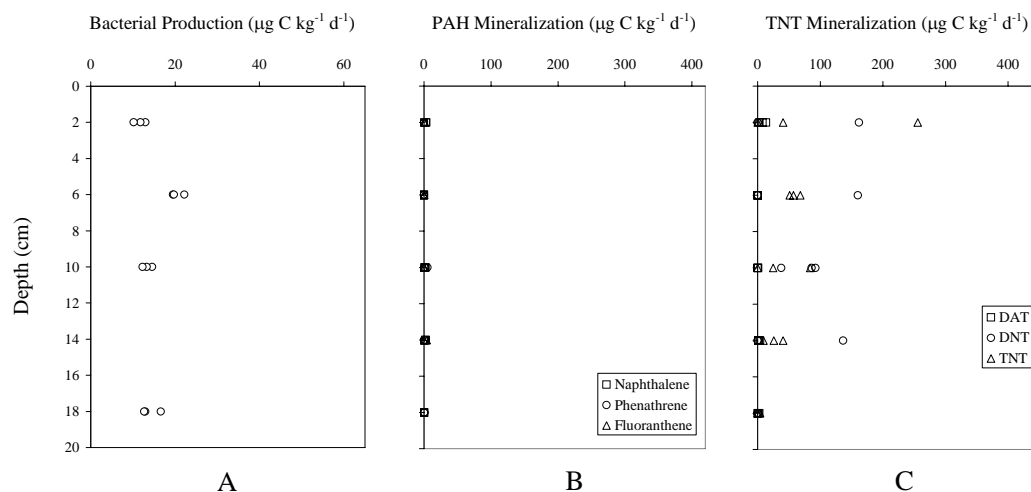 Bacterial Production (μg C kg⁻¹ d⁻¹)
PAH Mineralization (μg C kg⁻¹ d⁻¹)
TNT Mineralization (μg C kg⁻¹ d⁻¹)
0 20 40 60
0 100 200 300 400
0 100 200 300 400
0
2
4
6
8
10
12
14
16
18
20
Depth (cm)
Naphthalene
Phenathrene
Fluoranthene
DAT
DNT
TNT
A
B
C